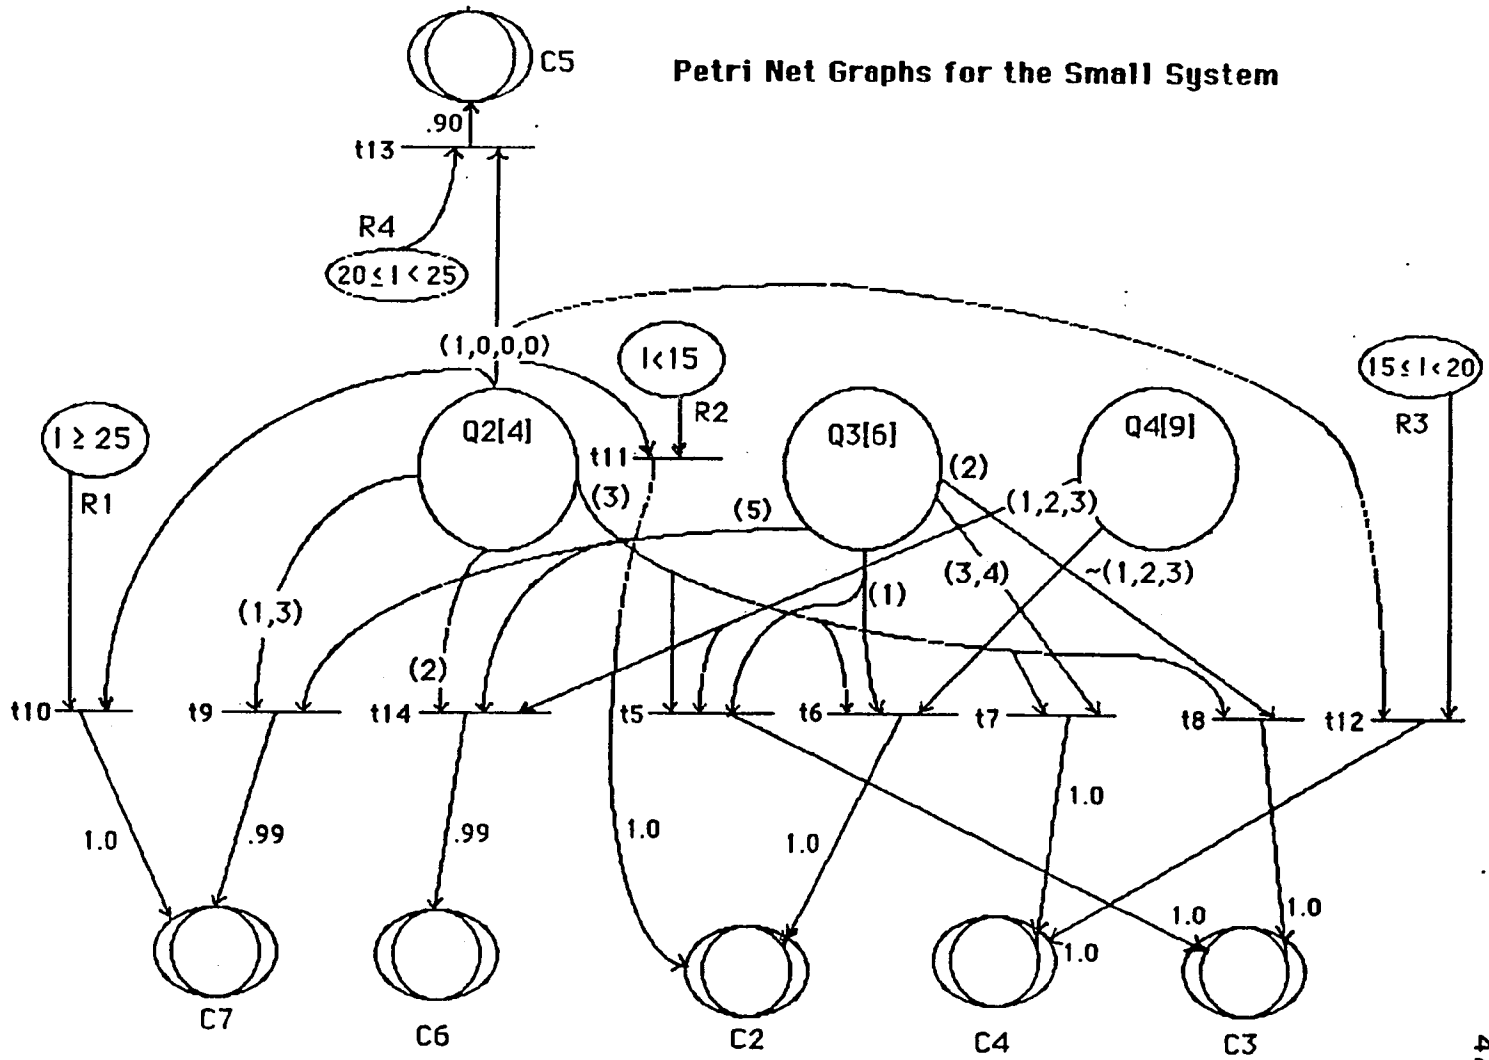 C5
Petri Net Graphs for the Small System
.90
t13
R4
20 ≤ I < 25
(1,0,0,0)
I<15
15 ≤ I < 20
R2
R3
I ≥ 25
Q2[4]
Q3[6]
Q4[9]
t11
R1
(3)
(5)
(2)
(1,2,3)
(1,3)
(1)
(3,4)
~(1,2,3)
(2)
t10
t9
t14
t5
t6
t7
t8
t12
1.0
.99
.99
1.0
1.0
1.0
1.0
1.0
1.0
C7
C6
C2
C4
C3